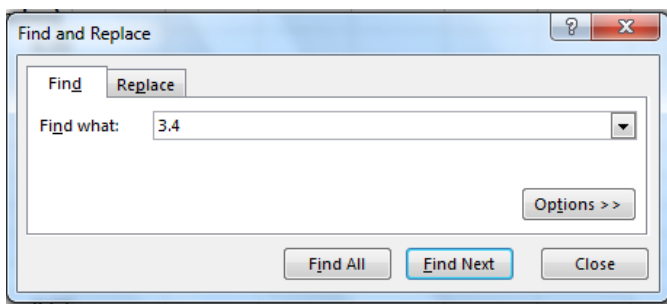 Find and Replace
Find Replace
Find what: 3.4
Options >>
Find All Find Next Close